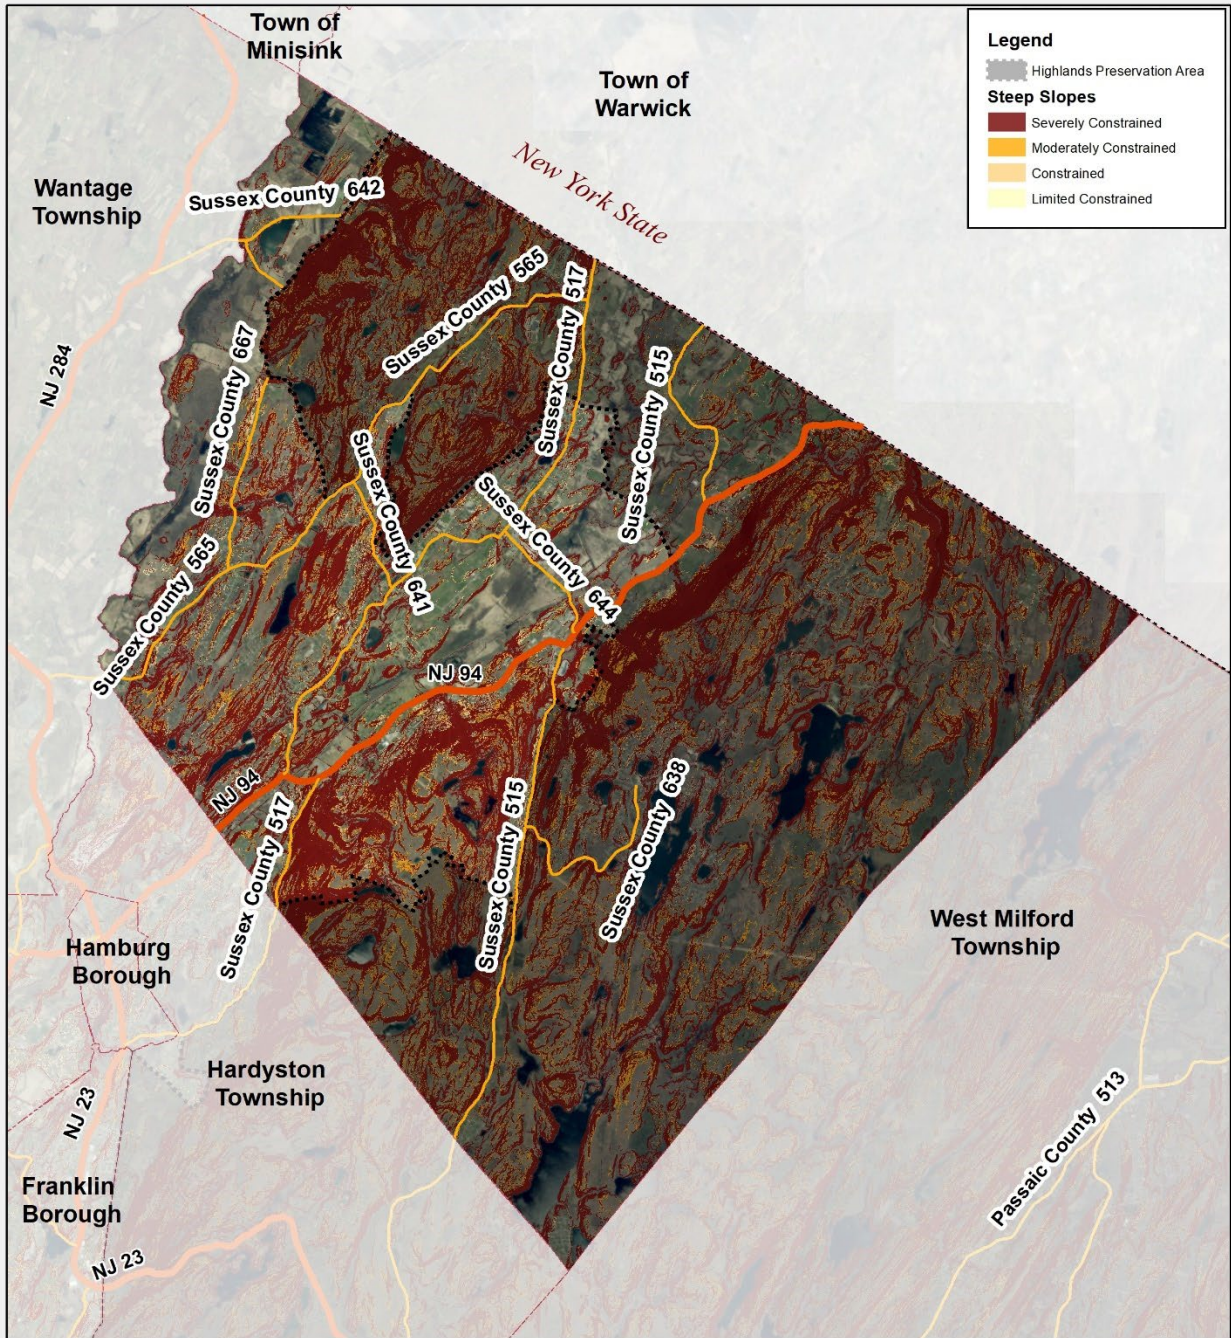 Town of
Minisink
Town of
Warwick
Legend
Highlands Preservation Area
Steep Slopes
Severely Constrained
Moderately Constrained
Constrained
Limited Constrained
New York State
Wantage
Township
Sussex County 642
Sussex County 565
Sussex County 517
Sussex County 515
NJ 284
Sussex County 667
Sussex County 641
Sussex County 644
Sussex County 565
NJ 94
NJ 94
Sussex County 517
Sussex County 515
Sussex County 638
Hamburg
Borough
West Milford
Township
Hardyston
Township
NJ 23
Passaic County 513
Franklin
Borough
NJ 23